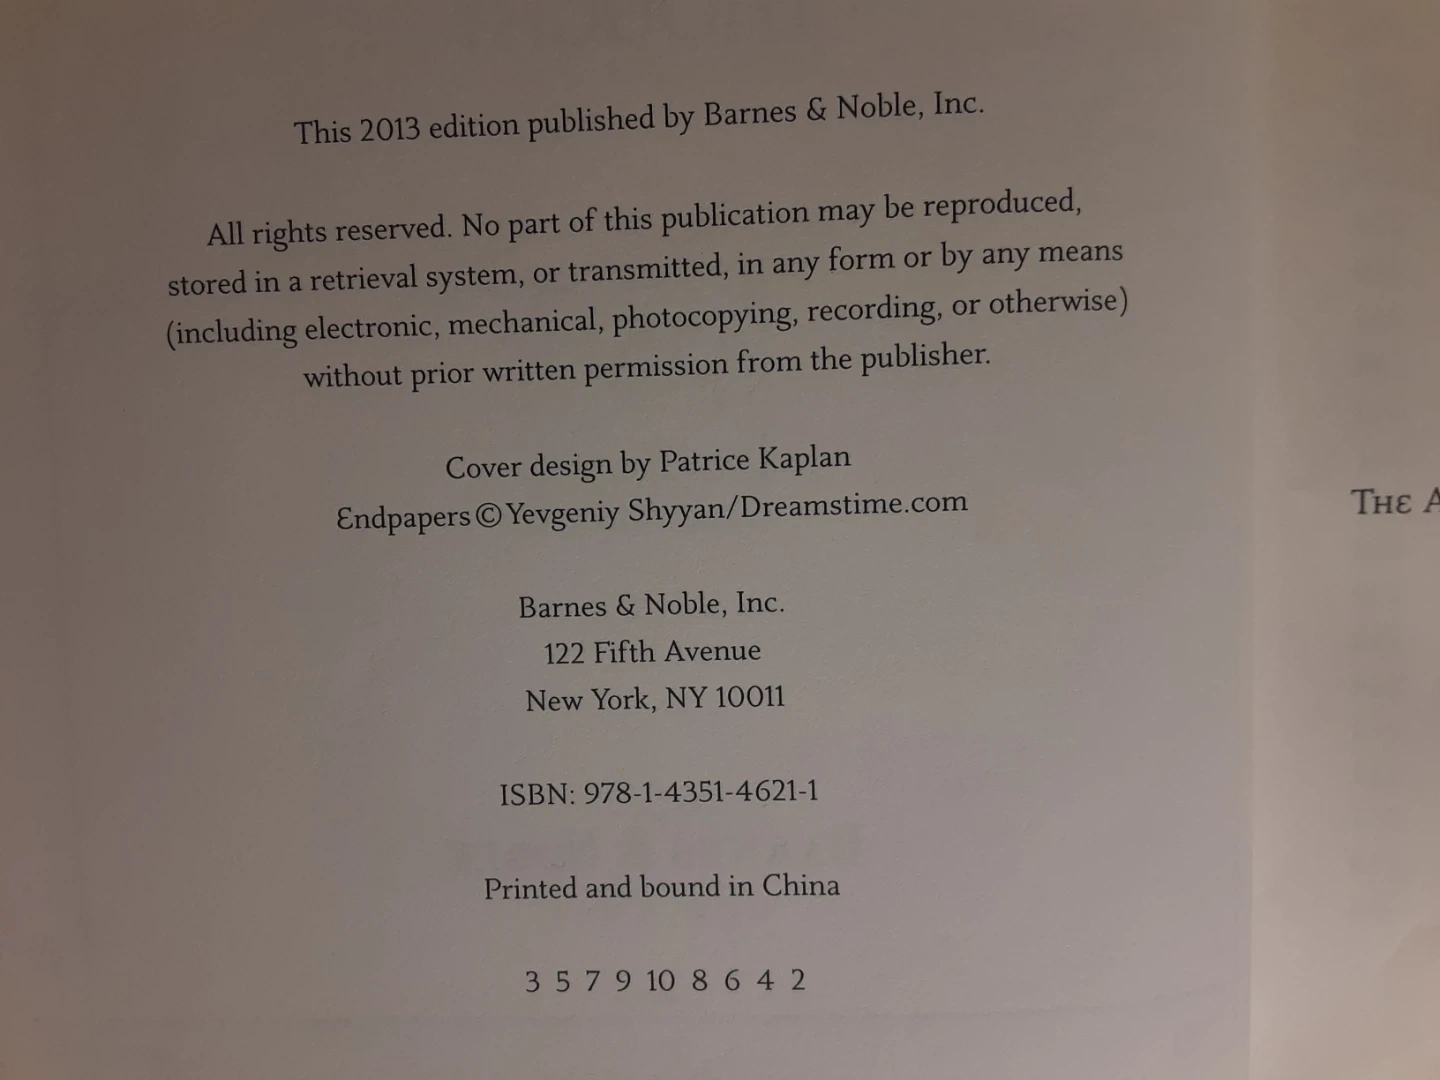 This 2013 edition published by Barnes & Noble, Inc.
All rights reserved. No part of this publication may be reproduced,
stored in a retrieval system, or transmitted, in any form or by any means
(including electronic, mechanical, photocopying, recording, or otherwise)
without prior written permission from the publisher.
Cover design by Patrice Kaplan
Endpapers © Yevgeniy Shyyan/Dreamstime.com
Barnes & Noble, Inc.
122 Fifth Avenue
New York, NY 10011
ISBN: 978-1-4351-4621-1
Printed and bound in China
3 5 7 9 10 8 6 4 2
THE A